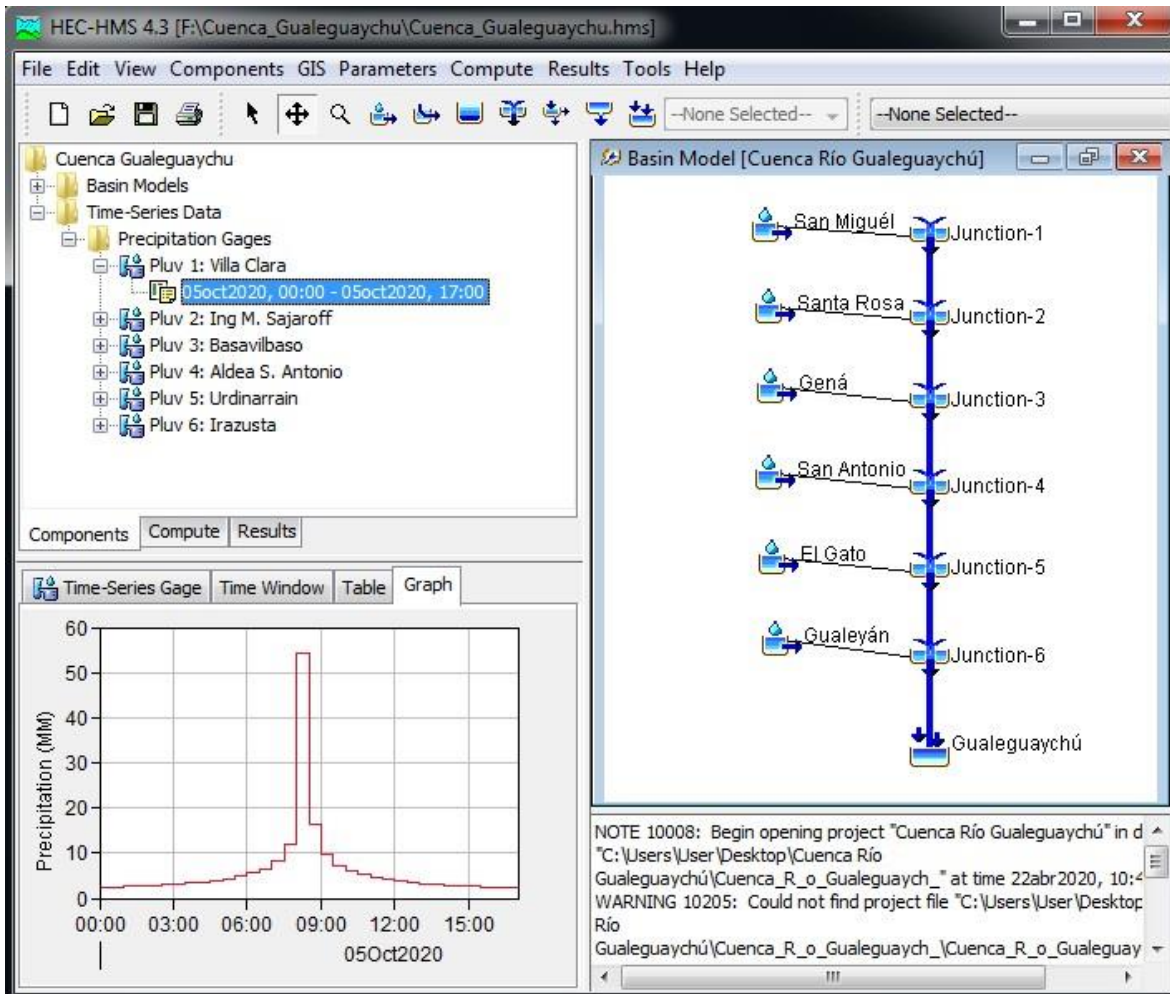 HEC-HMS 4.3 [F:\Cuenca_Gualeguaychu\Cuenca_Gualeguaychu.hms]
File Edit View Components GIS Parameters Compute Results Tools Help
--None Selected-- --None Selected--
Cuenca Gualeguaychu
Basin Models
Time-Series Data
Precipitation Gages
Pluv 1: Villa Clara
05oct2020, 00:00 - 05oct2020, 17:00
Pluv 2: Ing M. Sajaroff
Pluv 3: Basavilbaso
Pluv 4: Aldea S. Antonio
Pluv 5: Urdinarrain
Pluv 6: Irazusta
Components Compute Results
Time-Series Gage Time Window Table Graph
Precipitation (MM)
60
50
40
30
20
10
0
00:00 03:00 06:00 09:00 12:00 15:00
05Oct2020
Basin Model [Cuenca Río Gualeguaychú]
San Miguél Junction-1
Santa Rosa Junction-2
Gená Junction-3
San Antonio Junction-4
El Gato Junction-5
Gualeyán Junction-6
Gualeguaychú
NOTE 10008: Begin opening project "Cuenca Río Gualeguaychú" in d
"C:\Users\User\Desktop\Cuenca Río
Gualeguaychú\Cuenca_R_o_Gualeguaych_" at time 22abr2020, 10:4
WARNING 10205: Could not find project file "C:\Users\User\Desktop
Río
Gualeguaychú\Cuenca_R_o_Gualeguaych_\Cuenca_R_o_Gualeguay